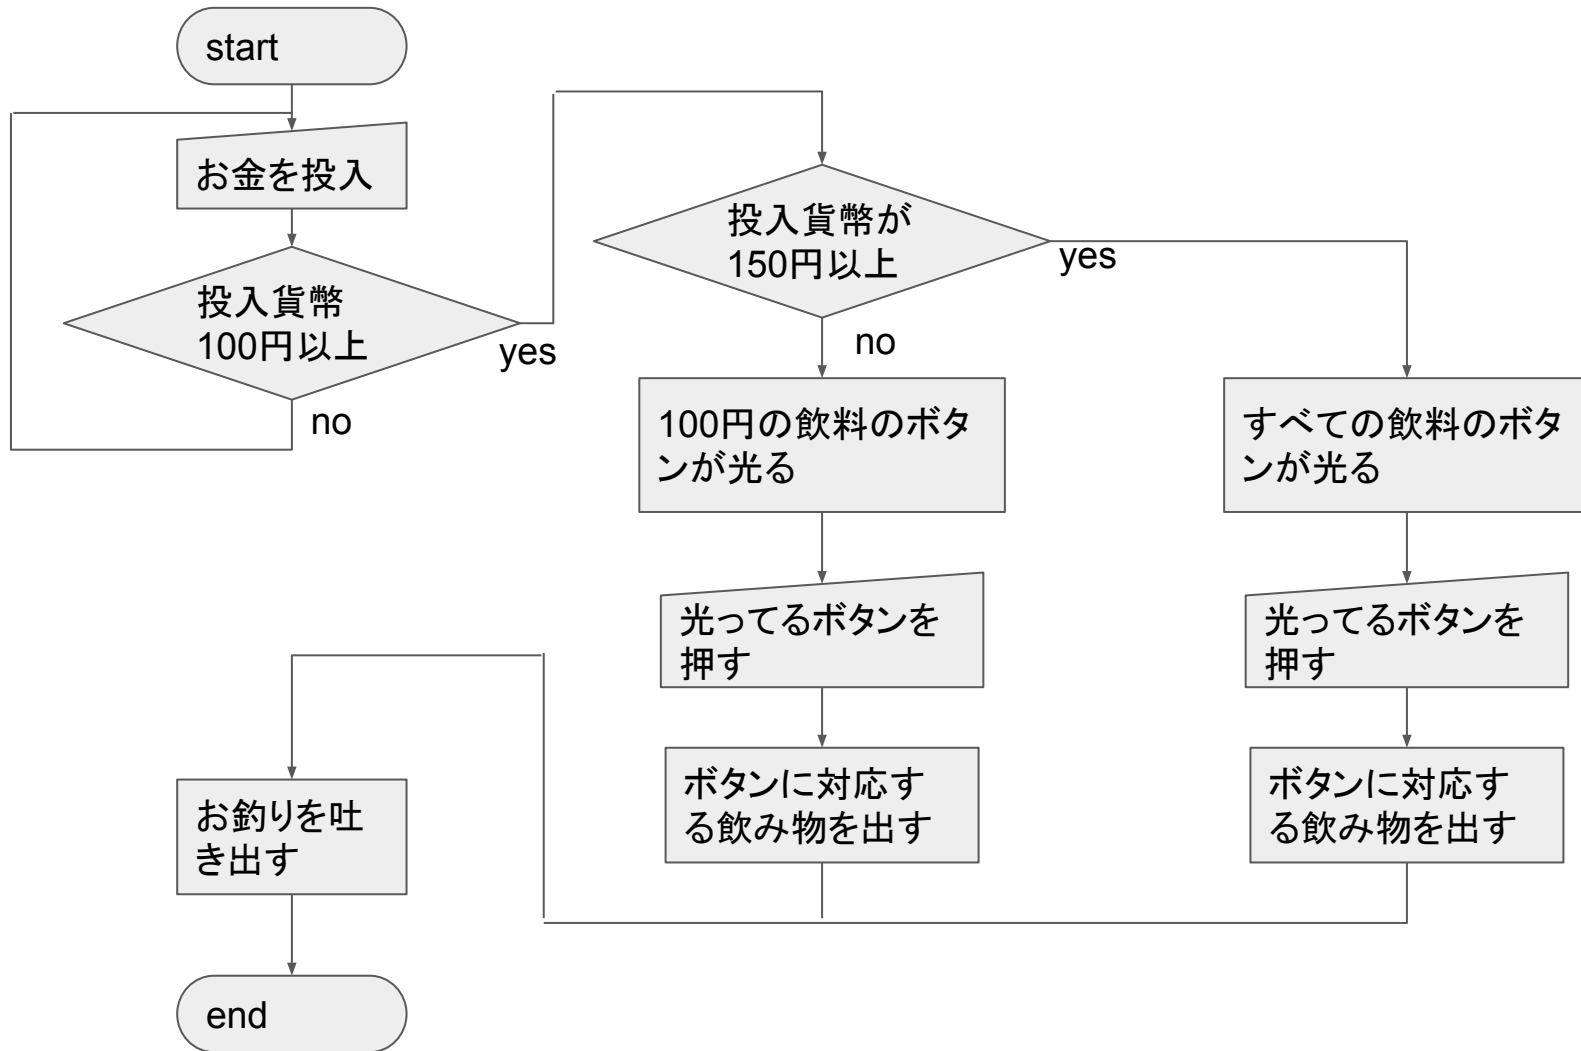 start
お金を投入
投入貨幣
100円以上
yes
no
投入貨幣が
150円以上
yes
no
100円の飲料のボタ
ンが光る
光ってるボタンを
押す
ボタンに対応す
る飲み物を出す
すべての飲料のボタ
ンが光る
光ってるボタンを
押す
ボタンに対応す
る飲み物を出す
お釣りを吐
き出す
end